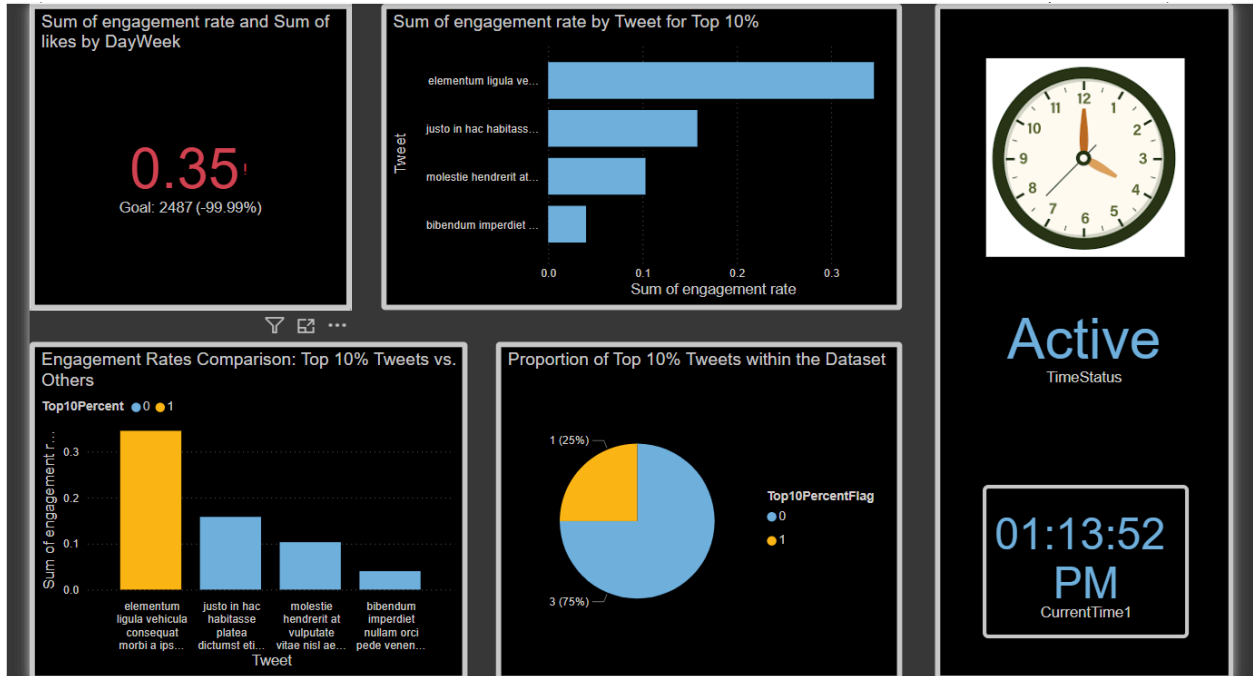 Sum of engagement rate and Sum of
likes by DayWeek
0.35!
Goal: 2487 (-99.99%)
Sum of engagement rate by Tweet for Top 10%
Tweet
elementum ligula ve...
justo in hac habitass...
molestie hendrerit at...
bibendum imperdiet ...
0.0 0.1 0.2 0.3
Sum of engagement rate
12
1
2
3
4
5
6
7
8
9
10
11
Active
TimeStatus
01:13:52
PM
CurrentTime1
Engagement Rates Comparison: Top 10% Tweets vs.
Others
Top10Percent 0 1
Sum of engagement r...
0.3
0.2
0.1
0.0
elementum
ligula vehicula
consequat
morbi a ips...
justo in hac
habitasse
platea
dictumst eti...
molestie
hendrerit at
vulputate
vitae nisl ae...
bibendum
imperdiet
nullam orci
pede venen...
Tweet
Proportion of Top 10% Tweets within the Dataset
1 (25%)
3 (75%)
Top10PercentFlag
0
1